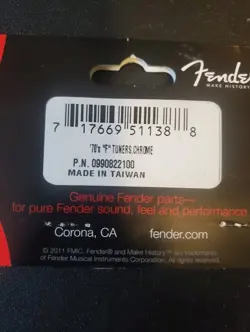 Fender
MAKE HISTORY
7 17669 51138 8
'70's "F" TUNERS, CHROME
P.N. 0990822100
MADE IN TAIWAN
Genuine Fender parts—
for pure Fender sound, feel and performance
Corona, CA fender.com
© 2011 FMIC. Fender® and Make History™ are trademarks
of Fender Musical Instruments Corporation. All rights reserved.